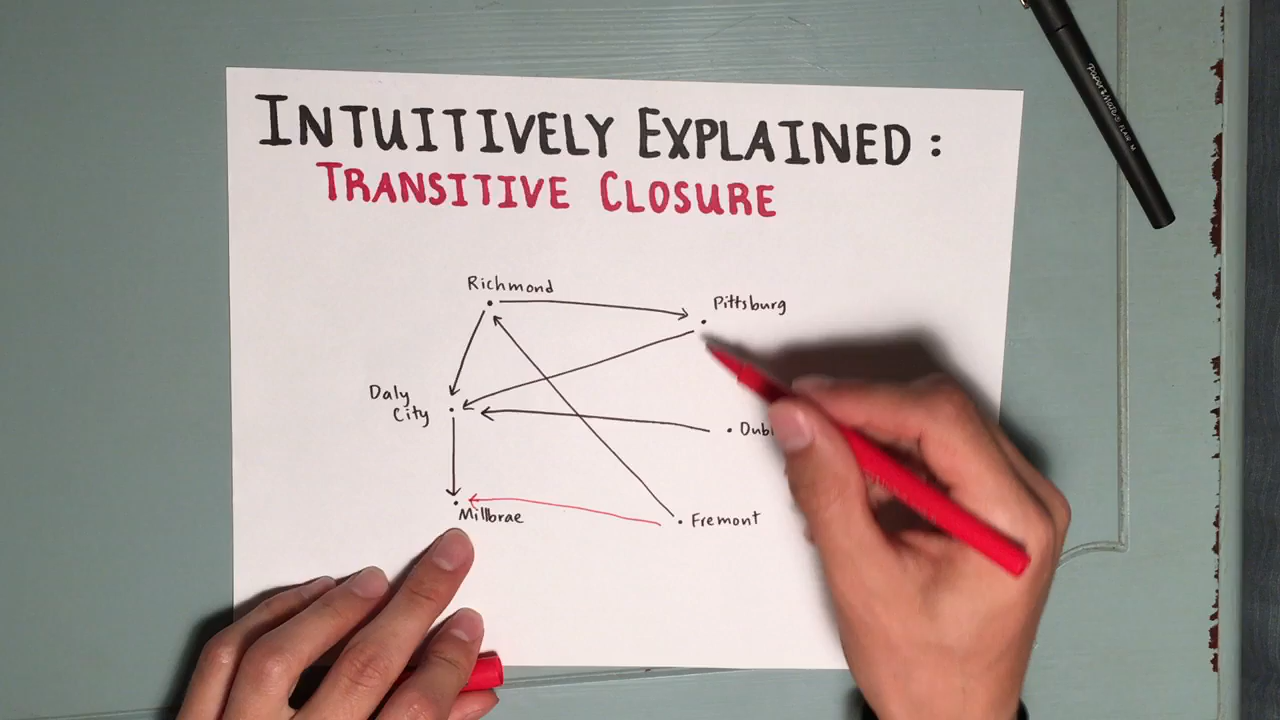 INTUITIVELY EXPLAINED:
TRANSITIVE CLOSURE
Richmond
Pittsburg
Daly
City
Millbrae
Fremont